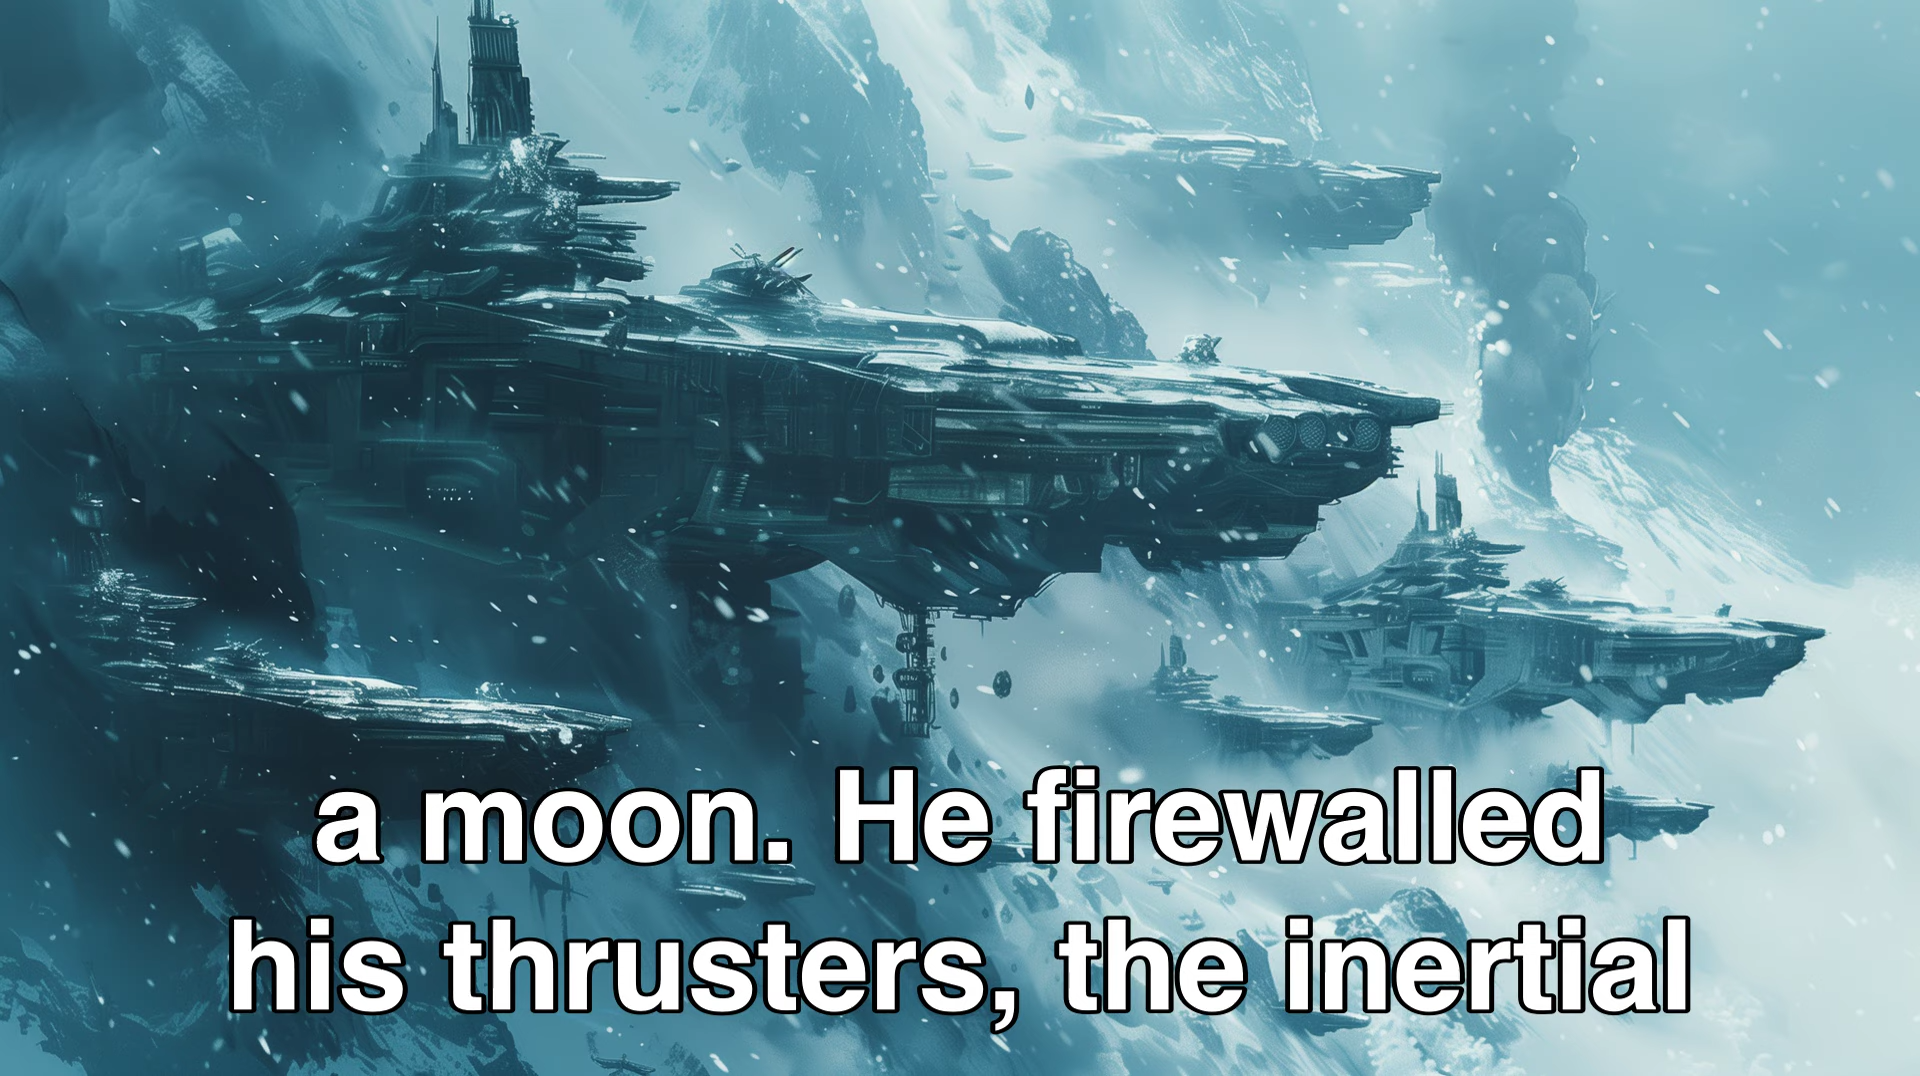 a moon. He firewalled
his thrusters, the inertial